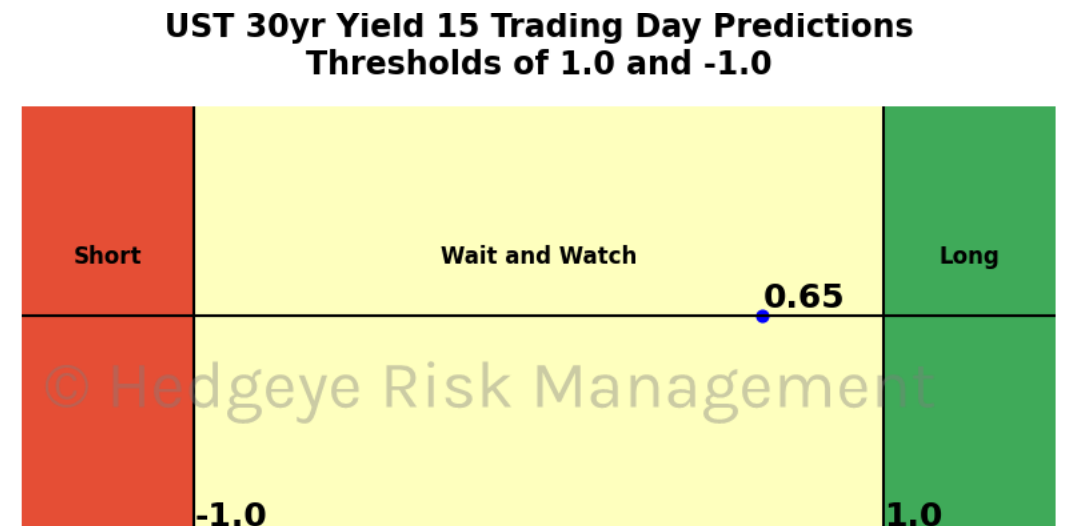 UST 30yr Yield 15 Trading Day Predictions
Thresholds of 1.0 and -1.0
Short
Wait and Watch
Long
0.65
© Hedgeye Risk Management
-1.0
1.0